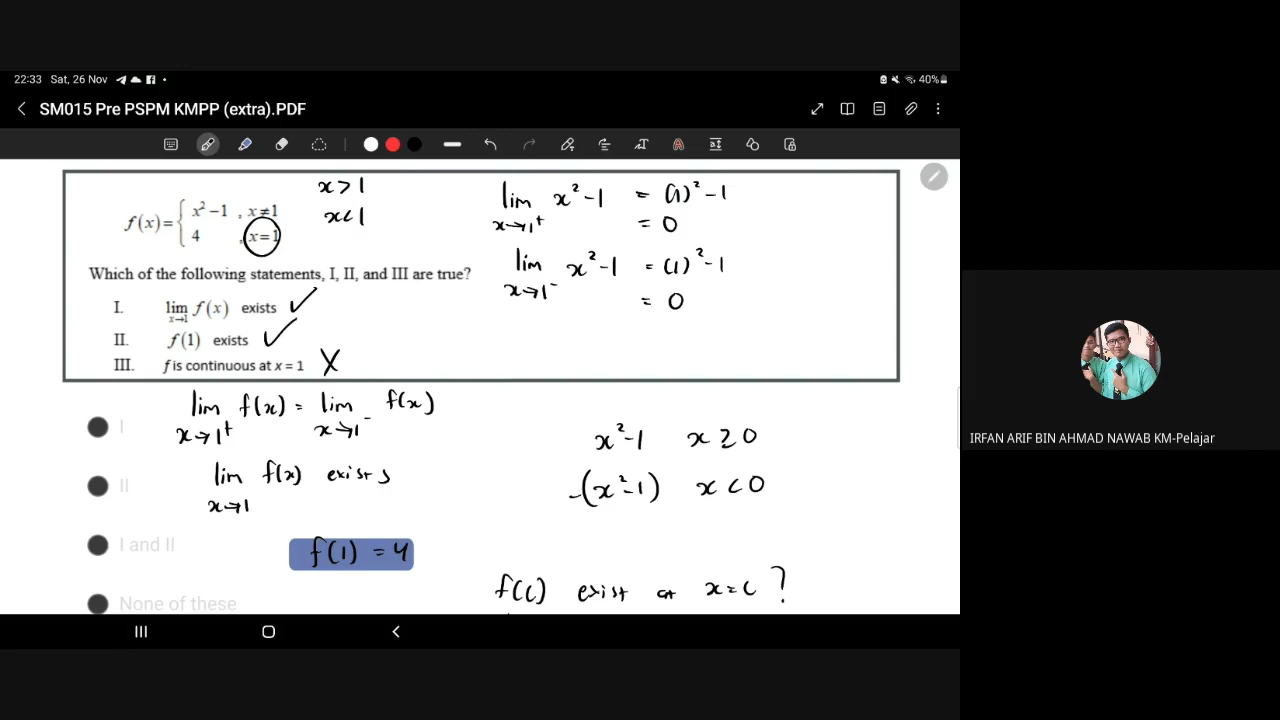 22:33 Sat, 26 Nov
40%
SM015 Pre PSPM KMPP (extra).PDF
x > 1
x < 1
f(x) = { x² − 1 , x ≠ 1
4 , x = 1
lim x→1⁺ x² − 1 = (1)² − 1
= 0
lim x→1⁻ x² − 1 = (1)² − 1
= 0
Which of the following statements, I, II, and III are true?
I. lim x→1 f(x) exists ✓
II. f(1) exists ✓
III. f is continuous at x = 1 X
lim x→1⁺ f(x) = lim x→1⁻ f(x)
lim x→1 f(x) exists
f(1) = 4
x² − 1 x ≥ 0
−(x² − 1) x < 0
f(c) exist at x = c ?
I
II
I and II
None of these
IRFAN ARIF BIN AHMAD NAWAB KM-Pelajar